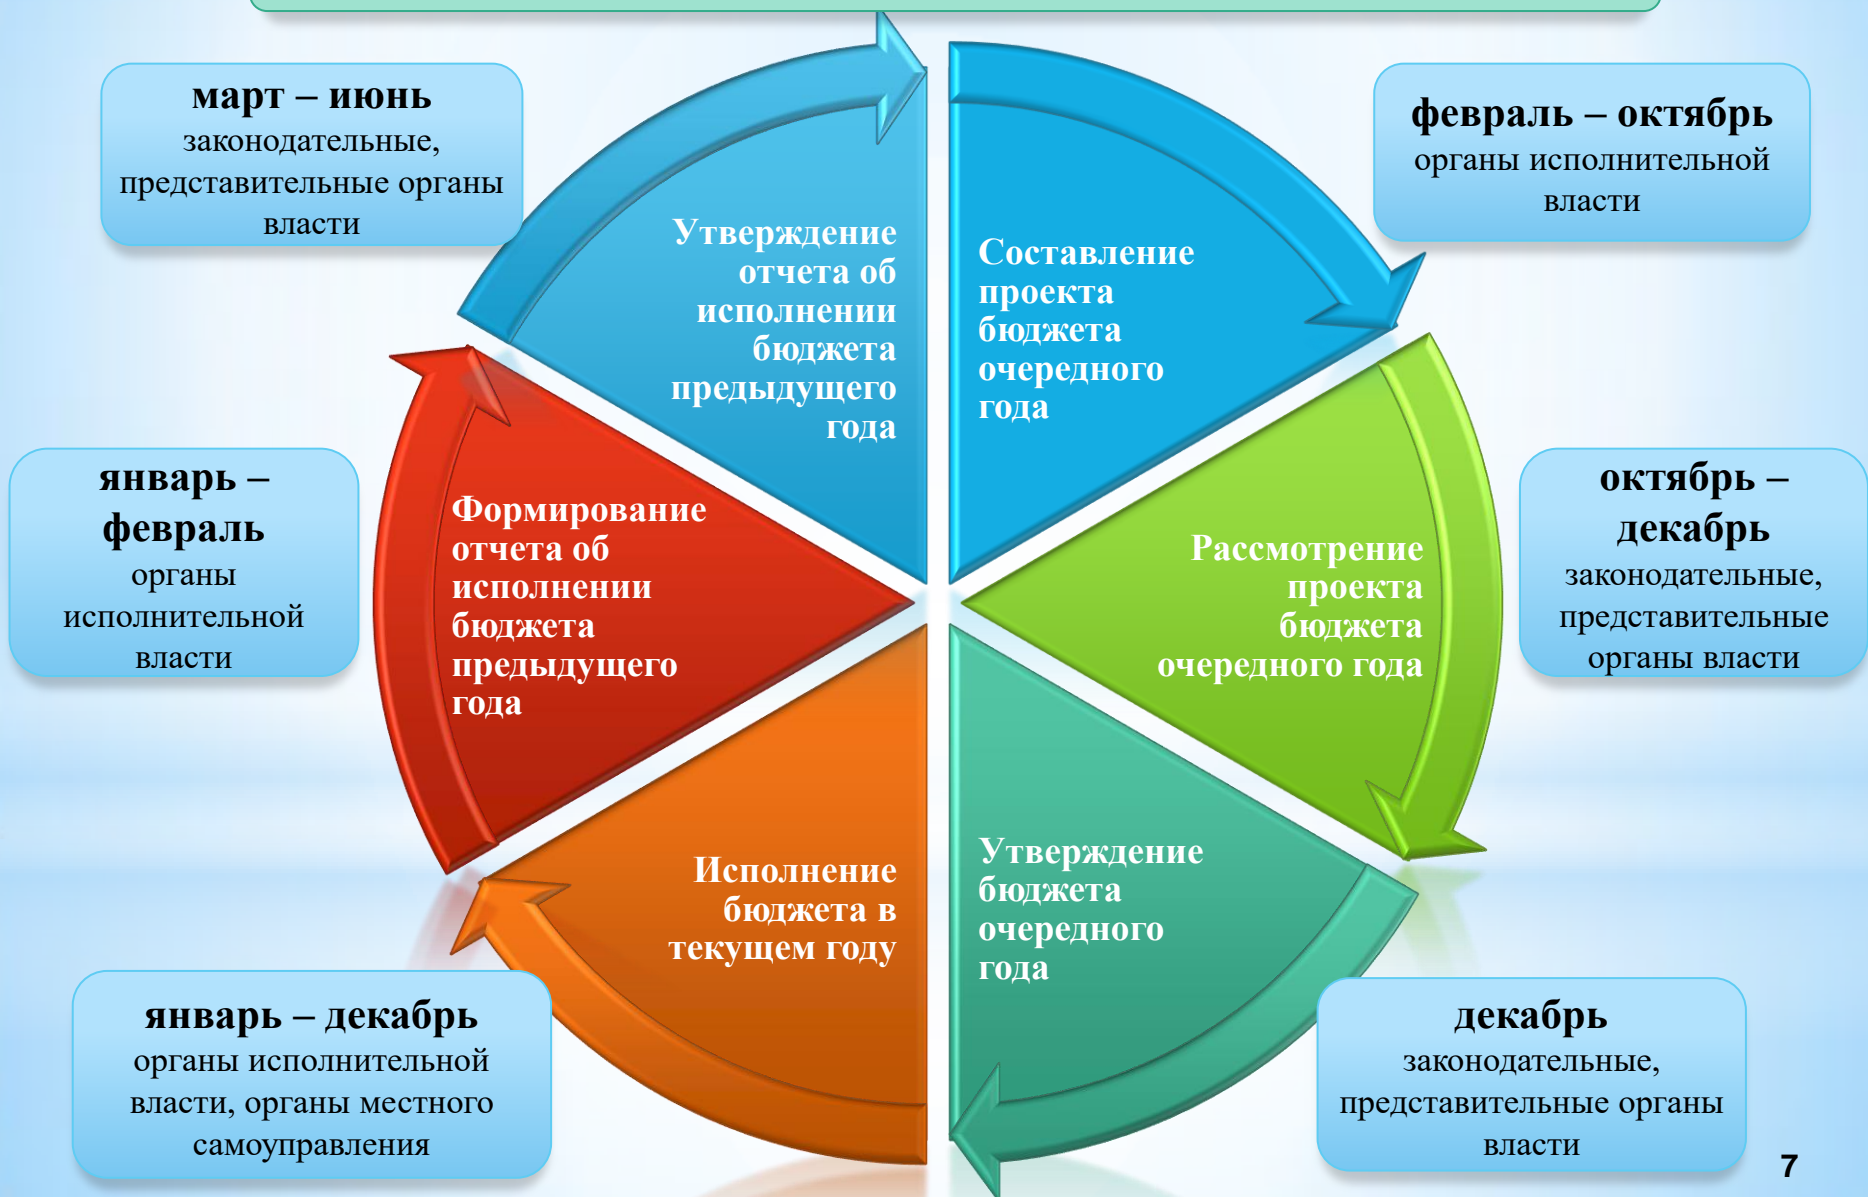 март – июнь
законодательные,
представительные органы
власти
февраль – октябрь
органы исполнительной
власти
Утверждение
отчета об
исполнении
бюджета
предыдущего
года
Составление
проекта
бюджета
очередного
года
январь –
февраль
органы
исполнительной
власти
Формирование
отчета об
исполнении
бюджета
предыдущего
года
Рассмотрение
проекта
бюджета
очередного года
октябрь –
декабрь
законодательные,
представительные
органы власти
Исполнение
бюджета в
текущем году
Утверждение
бюджета
очередного
года
январь – декабрь
органы исполнительной
власти, органы местного
самоуправления
декабрь
законодательные,
представительные органы
власти
7